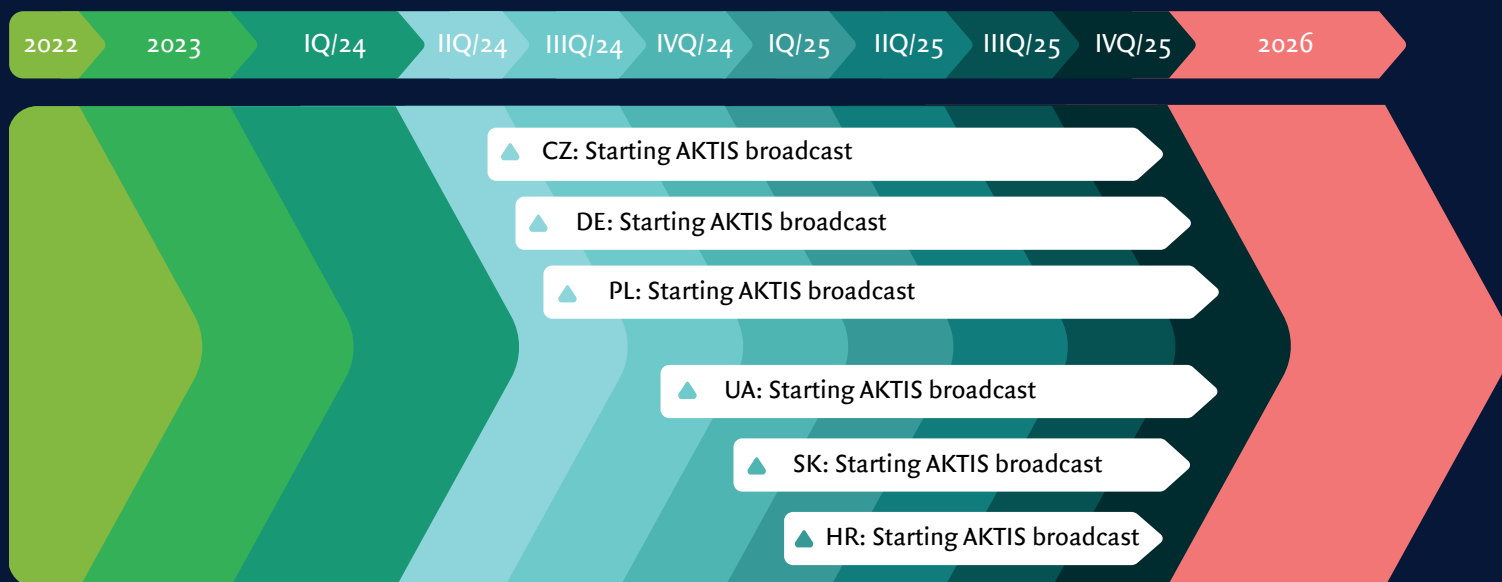 2022 2023 IQ/24 IIQ/24 IIIQ/24 IVQ/24 IQ/25 IIQ/25 IIIQ/25 IVQ/25 2026
CZ: Starting AKTIS broadcast
DE: Starting AKTIS broadcast
PL: Starting AKTIS broadcast
UA: Starting AKTIS broadcast
SK: Starting AKTIS broadcast
HR: Starting AKTIS broadcast